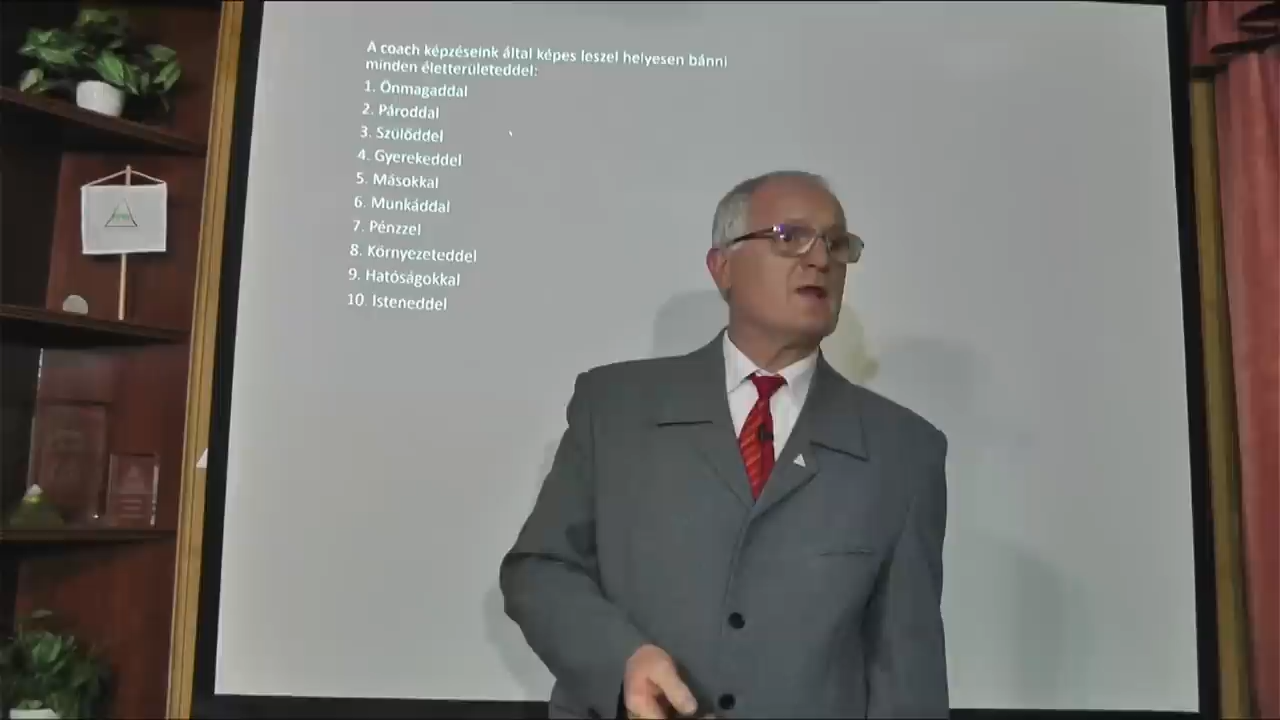 A coach képzéseink által képes leszel helyesen bánni
minden életterületeddel:
1. Önmagaddal
2. Pároddal
3. Szülőddel
4. Gyerekeddel
5. Másokkal
6. Munkáddal
7. Pénzzel
8. Környezeteddel
9. Hatóságokkal
10. Isteneddel